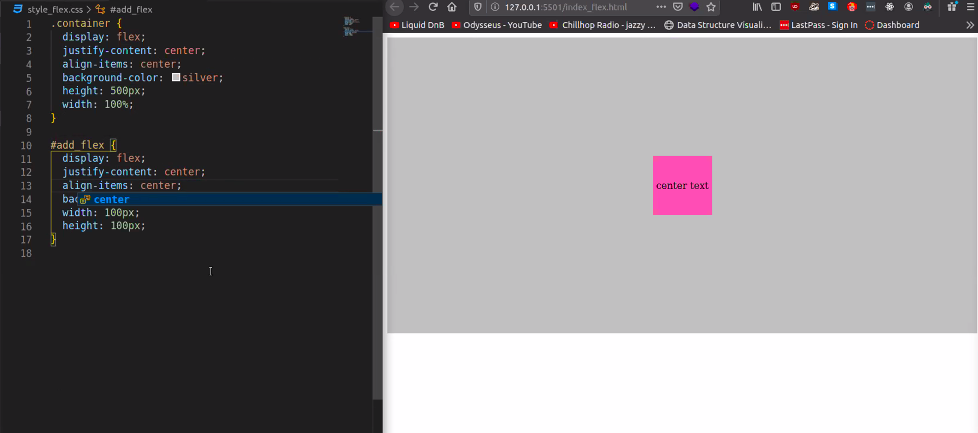 style_flex.css > #add_flex
1 .container {
2 display: flex;
3 justify-content: center;
4 align-items: center;
5 background-color: silver;
6 height: 500px;
7 width: 100%;
8 }
9
10 #add_flex {
11 display: flex;
12 justify-content: center;
13 align-items: center;
14 bac center
15 width: 100px;
16 height: 100px;
17 }
18
127.0.0.1:5501/index_flex.html
Liquid DnB Odysseus - YouTube Chillhop Radio - jazzy ... Data Structure Visuali... LastPass - Sign In Dashboard
center text